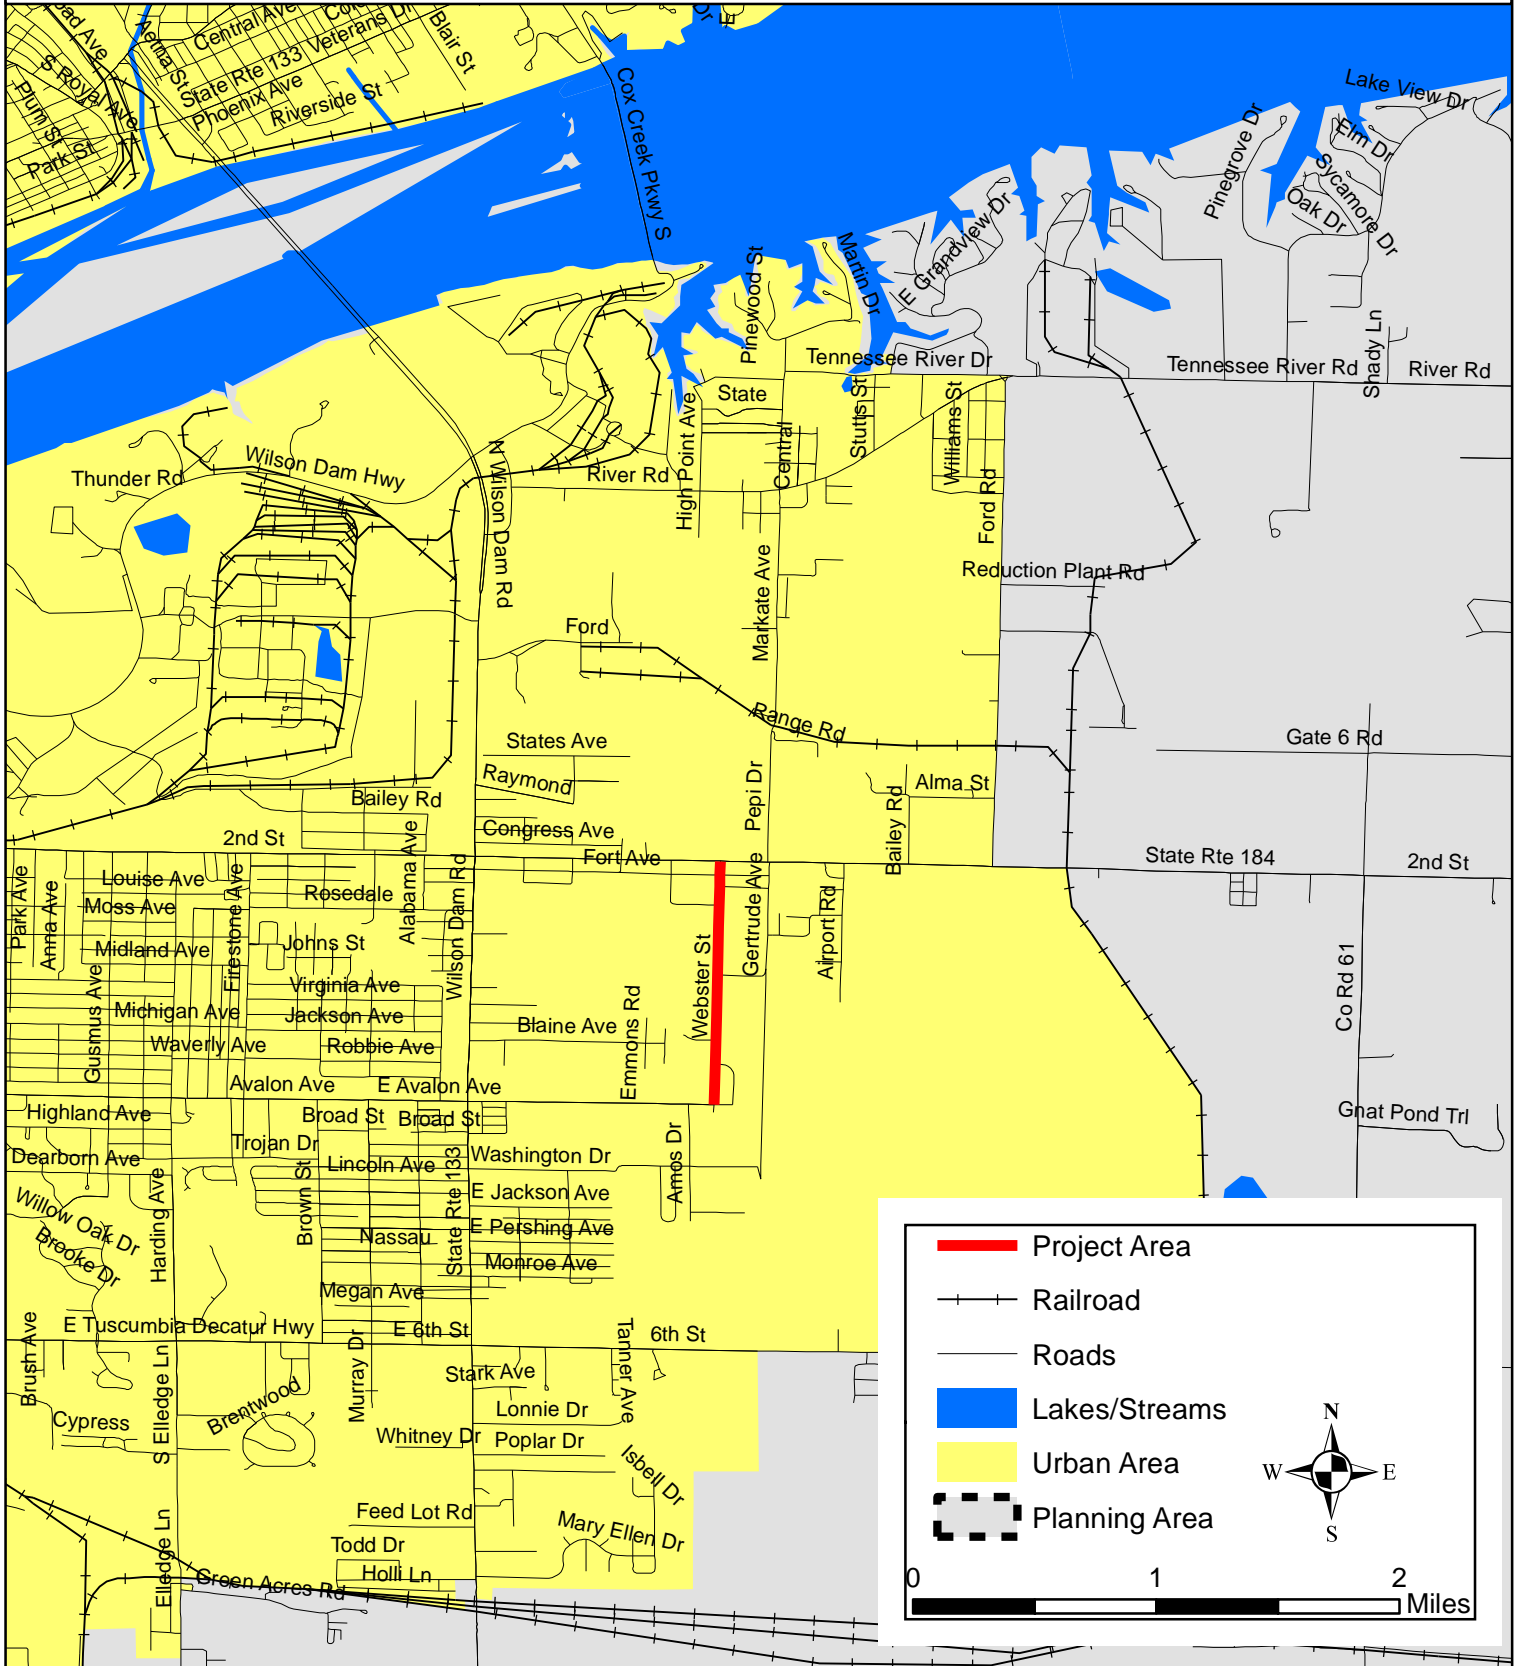 Central Ave
Aetna St
State Rte 133
Veterans Dr
Blair St
S Royal Ave
Phoenix Ave
Riverside St
Plum St
Park St
Cox Creek Pkwy S
Lake View Dr
Elm Dr
Pinegrove Dr
Sycamore Dr
Oak Dr
E Grandview Dr
Martin Dr
Pinewood St
Tennessee River Dr
Tennessee River Rd
Shady Ln
River Rd
State
High Point Ave
Central
Stutts St
Williams St
Ford Rd
Wilson Dam Hwy
Thunder Rd
N Wilson Dam Rd
River Rd
Markate Ave
Reduction Plant Rd
Ford
Range Rd
States Ave
Gate 6 Rd
Raymond
Pepi Dr
Alma St
Bailey Rd
Bailey Rd
2nd St
Congress Ave
Alabama Ave
Fort Ave
State Rte 184
2nd St
Park Ave
Anna Ave
Louise Ave
Moss Ave
Firestone Ave
Rosedale
Wilson Dam Rd
Gertrude Ave
Airport Rd
Midland Ave
Johns St
Virginia Ave
Webster St
Co Rd 61
Gusmus Ave
Michigan Ave
Jackson Ave
Blaine Ave
Emmons Rd
Waverly Ave
Robbie Ave
Avalon Ave
E Avalon Ave
Highland Ave
Broad St
Broad St
Gnat Pond Trl
Trojan Dr
Dearborn Ave
Lincoln Ave
Washington Dr
Amos Dr
Brown St
State Rte 133
E Jackson Ave
Willow Oak Dr
Harding Ave
Brooke Dr
Nassau
E Pershing Ave
Monroe Ave
Megan Ave
E Tuscumbia Decatur Hwy
E 6th St
6th St
Brush Ave
S Elledge Ln
Murray Dr
Stark Ave
Tanner Ave
Lonnie Dr
Cypress
Brentwood
Whitney Dr
Poplar Dr
Isbell Dr
Feed Lot Rd
Mary Ellen Dr
Elledge Ln
Todd Dr
Holli Ln
Green Acres Rd
Project Area
Railroad
Roads
Lakes/Streams
Urban Area
Planning Area
N
W E
S
0 1 2
Miles